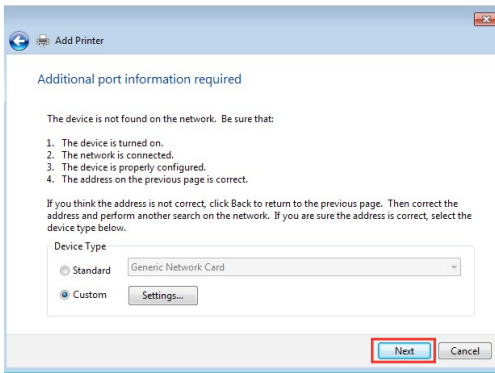 Add Printer
Additional port information required
The device is not found on the network. Be sure that:
1. The device is turned on.
2. The network is connected.
3. The device is properly configured.
4. The address on the previous page is correct.
If you think the address is not correct, click Back to return to the previous page. Then correct the
address and perform another search on the network. If you are sure the address is correct, select the
device type below.
Device Type
Standard
Generic Network Card
Custom
Settings...
Next
Cancel